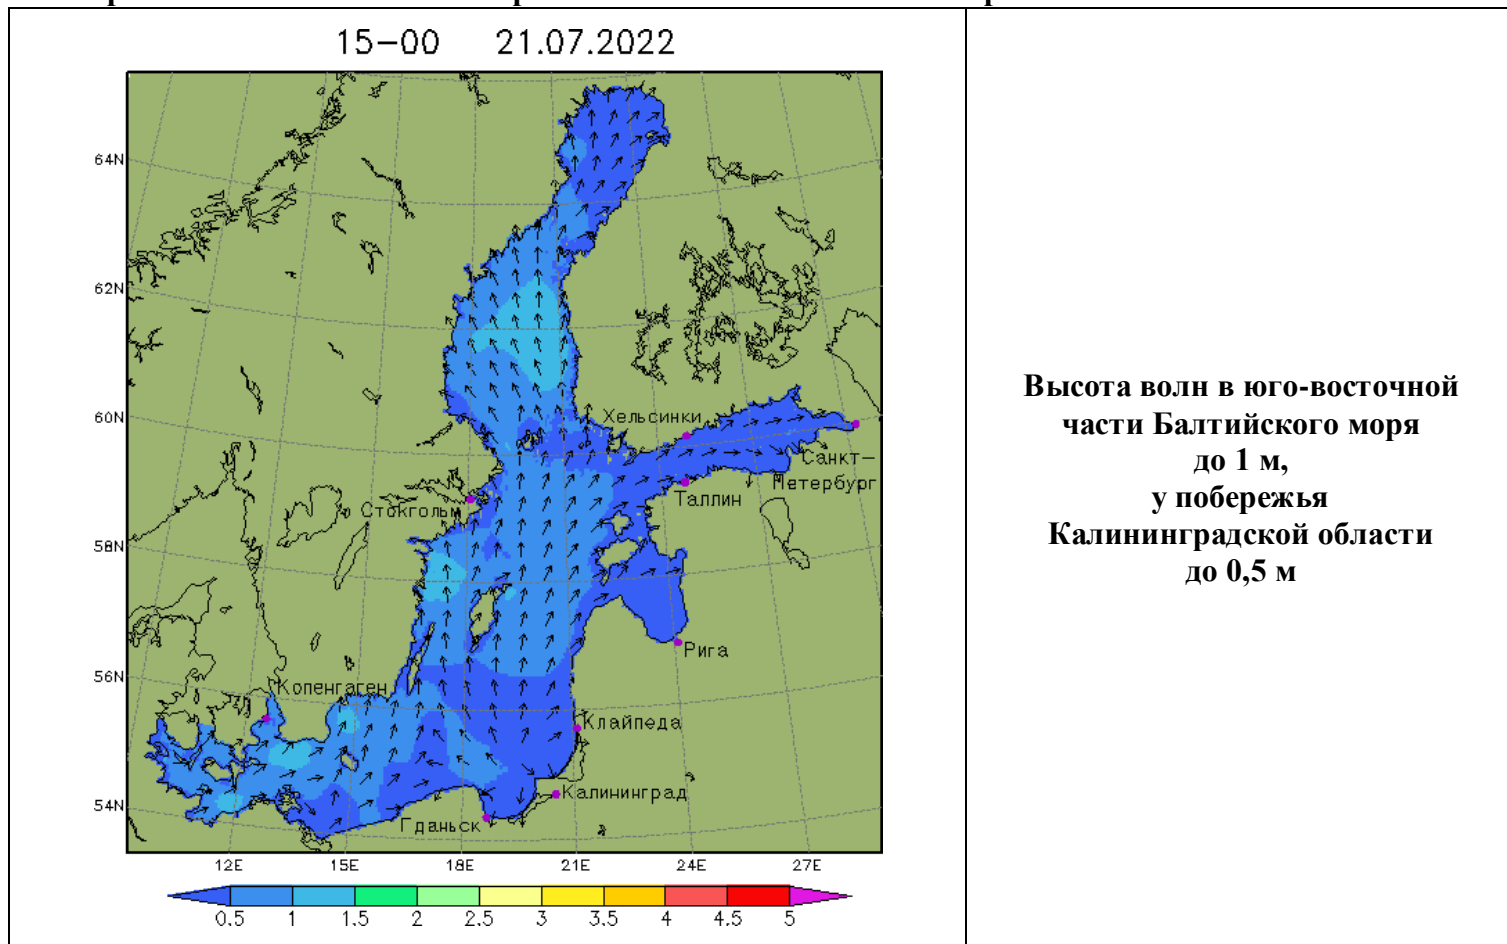 15-00 21.07.2022
64N
62N
60N
58N
56N
54N
Хельсинки
Санкт-
Петербург
Таллин
Стокгольм
Рига
Копенгаген
Клайпеда
Калининград
Гданьск
12E 15E 18E 21E 24E 27E
0.5 1 1.5 2 2.5 3 3.5 4 4.5 5
Высота волн в юго-восточной
части Балтийского моря
до 1 м,
у побережья
Калининградской области
до 0,5 м